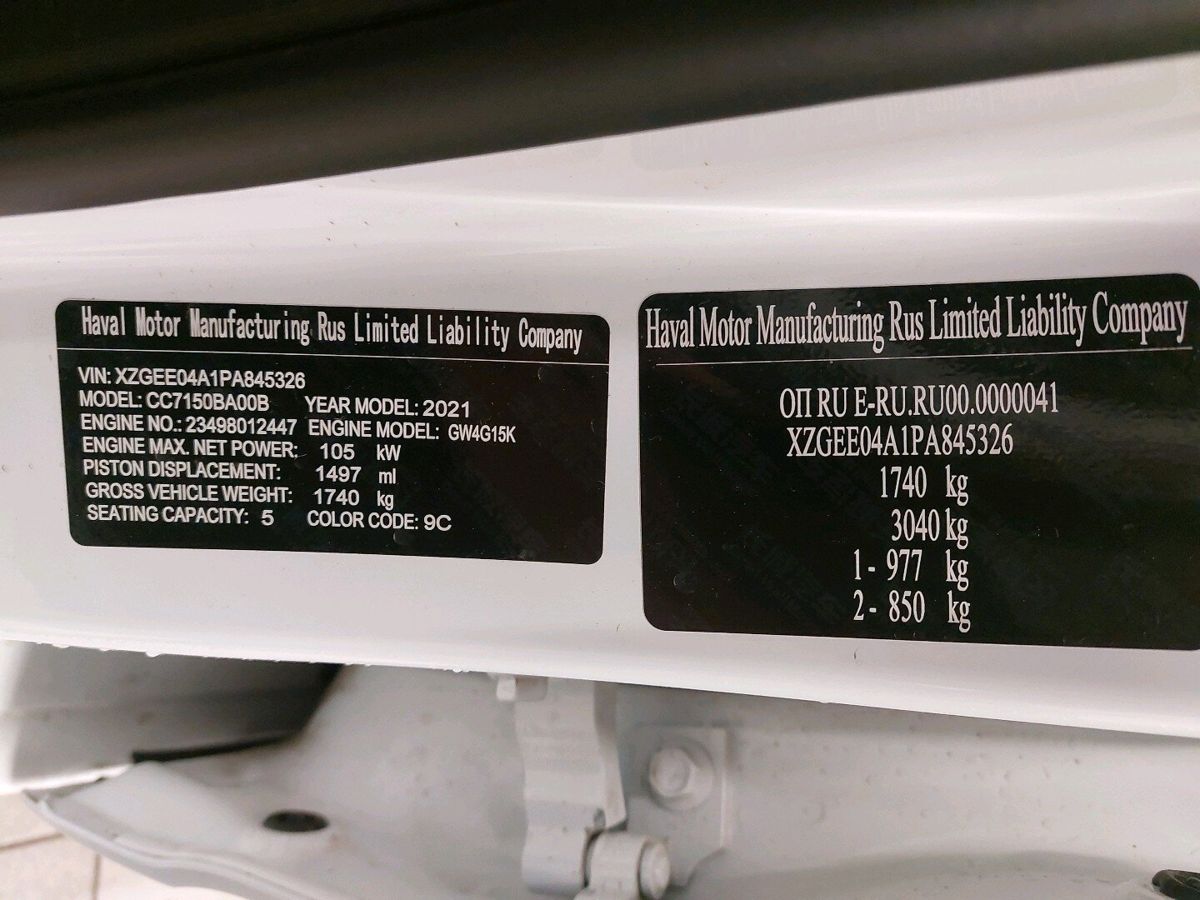 Haval Motor Manufacturing Rus Limited Liability Company
VIN: XZGEE04A1PA845326
MODEL: CC7150BA00B YEAR MODEL: 2021
ENGINE NO.: 23498012447 ENGINE MODEL: GW4G15K
ENGINE MAX. NET POWER: 105 kW
PISTON DISPLACEMENT: 1497 ml
GROSS VEHICLE WEIGHT: 1740 kg
SEATING CAPACITY: 5 COLOR CODE: 9C
Haval Motor Manufacturing Rus Limited Liability Company
ОП RU E-RU.RU00.0000041
XZGEE04A1PA845326
1740 kg
3040 kg
1 - 977 kg
2 - 850 kg